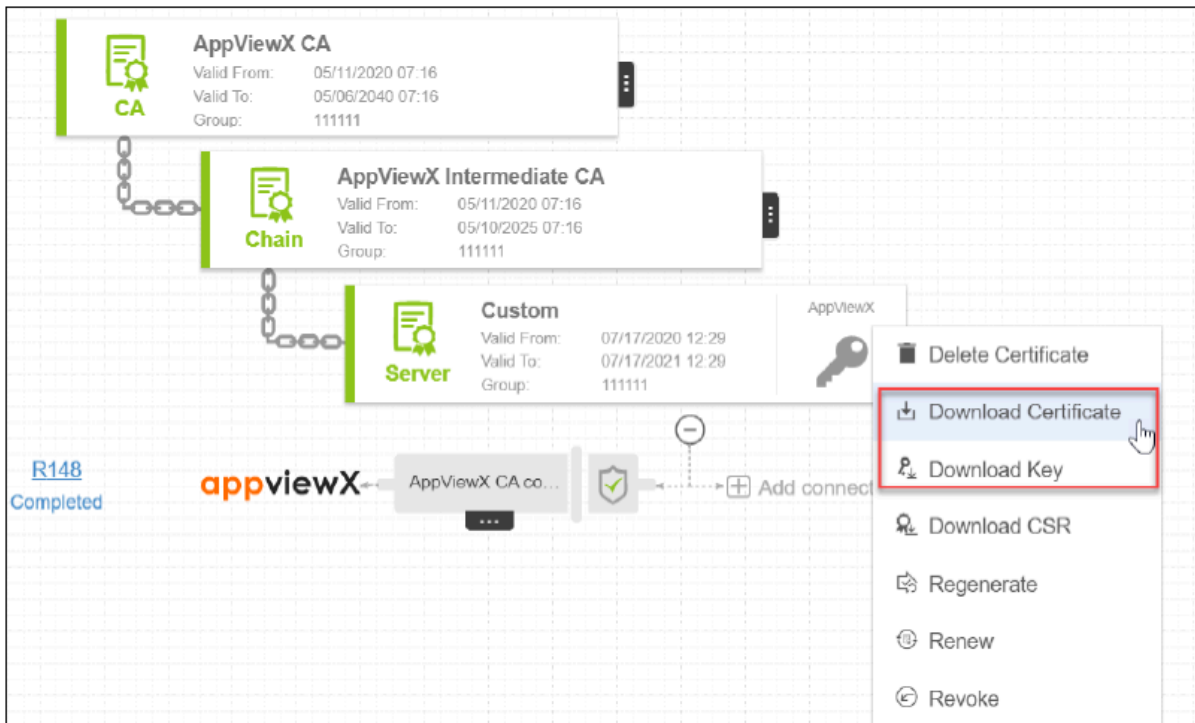 AppViewX CA
Valid From: 05/11/2020 07:16
Valid To: 05/06/2040 07:16
Group: 111111
CA
AppViewX Intermediate CA
Valid From: 05/11/2020 07:16
Valid To: 05/10/2025 07:16
Group: 111111
Chain
Custom
Valid From: 07/17/2020 12:29
Valid To: 07/17/2021 12:29
Group: 111111
Server
AppViewX
Delete Certificate
Download Certificate
Download Key
Download CSR
Regenerate
Renew
Revoke
R148
Completed
appviewX
AppViewX CA co...
Add connect